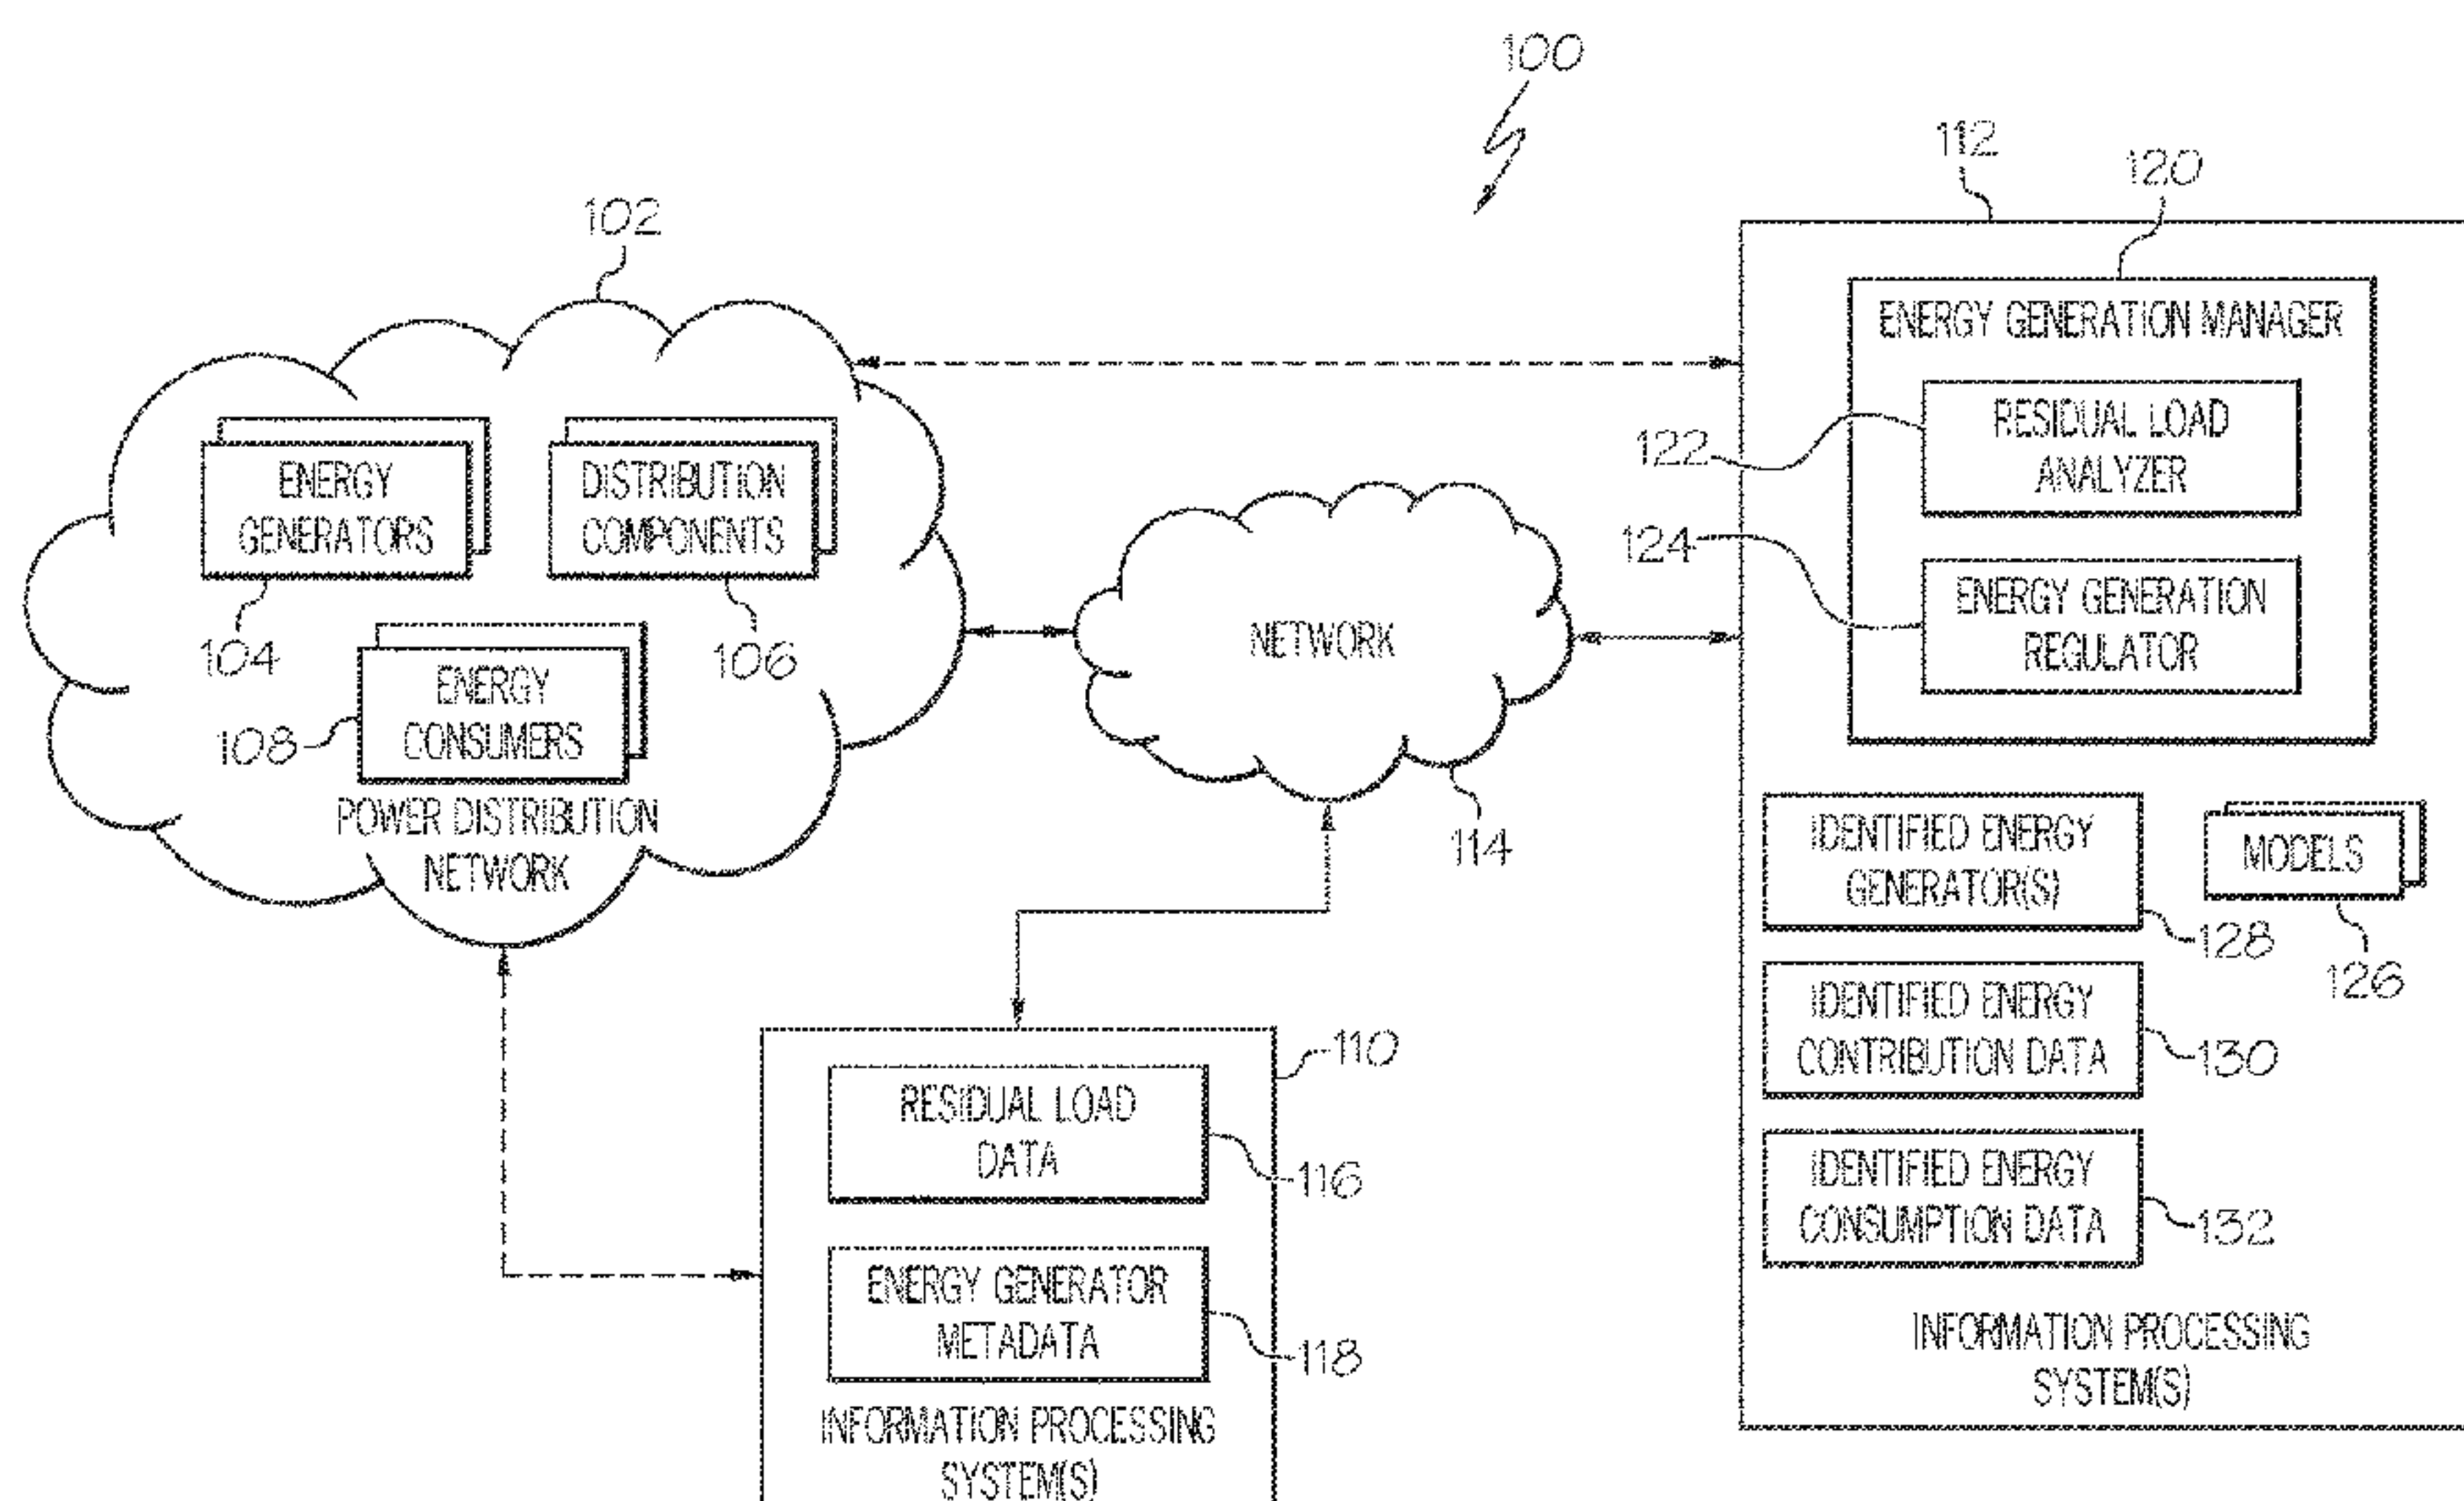 100
102
ENERGY
GENERATORS
104
DISTRIBUTION
COMPONENTS
106
ENERGY
CONSUMERS
108
POWER DISTRIBUTION
NETWORK
NETWORK
114
112
120
ENERGY GENERATION MANAGER
RESIDUAL LOAD
ANALYZER
122
ENERGY GENERATION
REGULATOR
124
IDENTIFIED ENERGY
GENERATOR(S)
128
MODELS
126
IDENTIFIED ENERGY
CONTRIBUTION DATA
130
IDENTIFIED ENERGY
CONSUMPTION DATA
132
INFORMATION PROCESSING
SYSTEM(S)
110
RESIDUAL LOAD
DATA
116
ENERGY GENERATOR
METADATA
118
INFORMATION PROCESSING
SYSTEM(S)